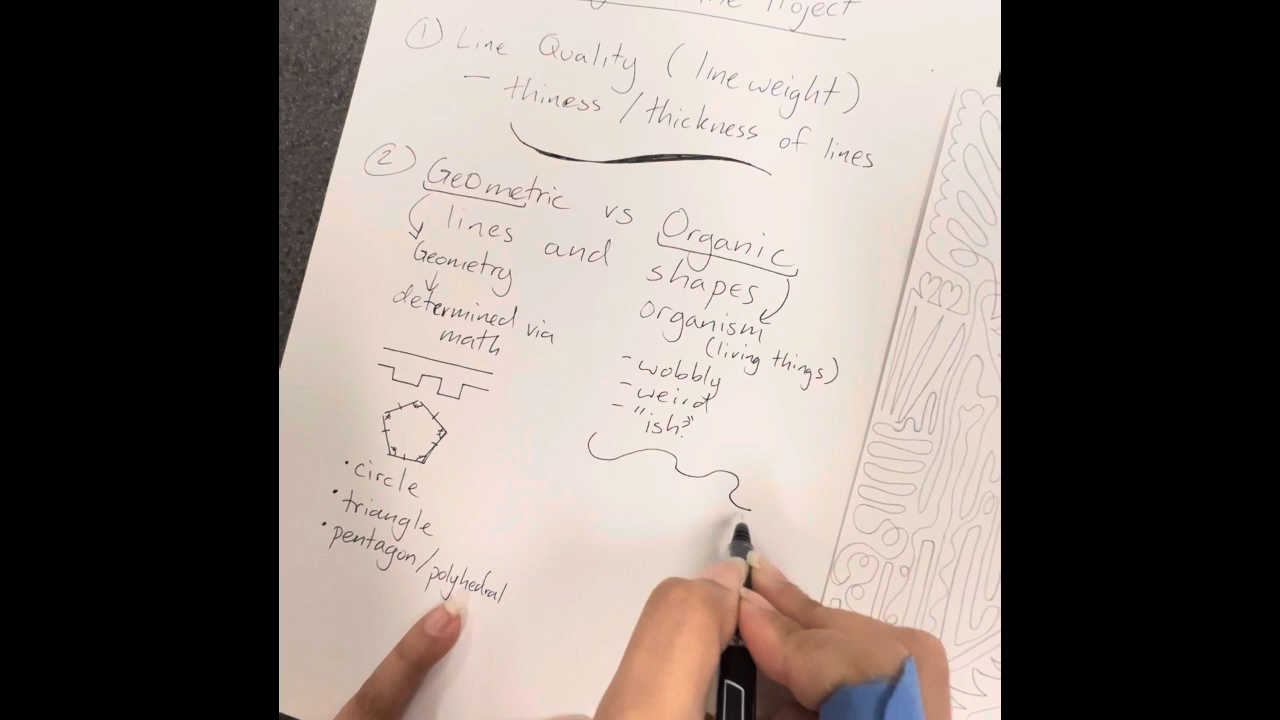 Project
① Line Quality (line weight)
- thiness / thickness of lines
② Geometric vs Organic
lines and shapes
Geometry
determined via
math
• circle
• triangle
• pentagon/polyhedral
organism
(living things)
- wobbly
- weird
- "ish?"